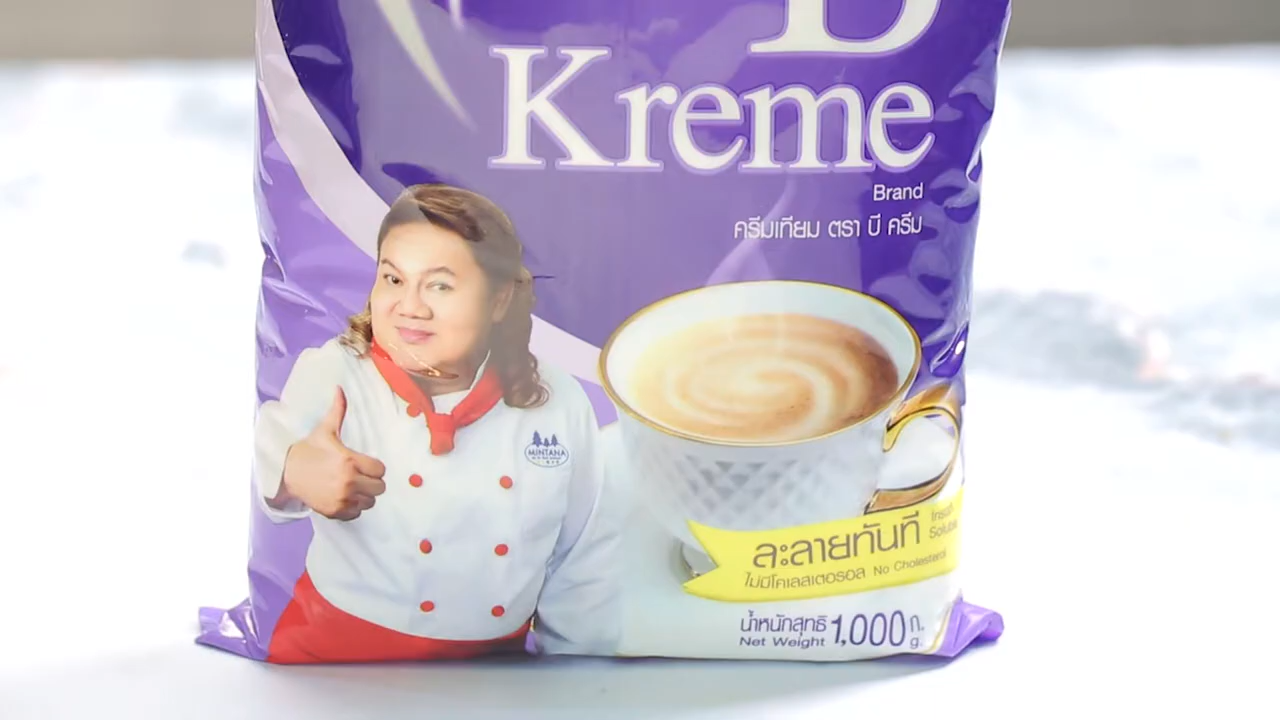 B
Kreme
Brand
ครีมเทียม ตรา บี ครีม
MINTANA
ละลายทันที
ไม่มีโคเลสเตอรอล No Cholesterol
น้ำหนักสุทธิ 1,000 ก.
Net Weight g.